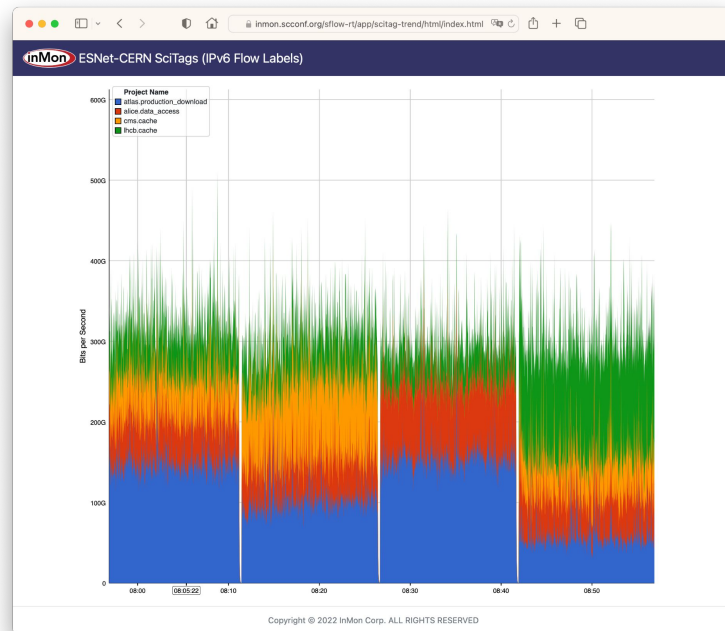 inmon.scconf.org/sflow-rt/app/scitag-trend/html/index.html
inMon ESNet-CERN SciTags (IPv6 Flow Labels)
Project Name
atlas.production_download
alice.data_access
cms.cache
lhcb.cache
600G
500G
400G
300G
200G
100G
0
Bits per Second
08:00 08:05:22 08:10 08:20 08:30 08:40 08:50
Copyright © 2022 InMon Corp. ALL RIGHTS RESERVED